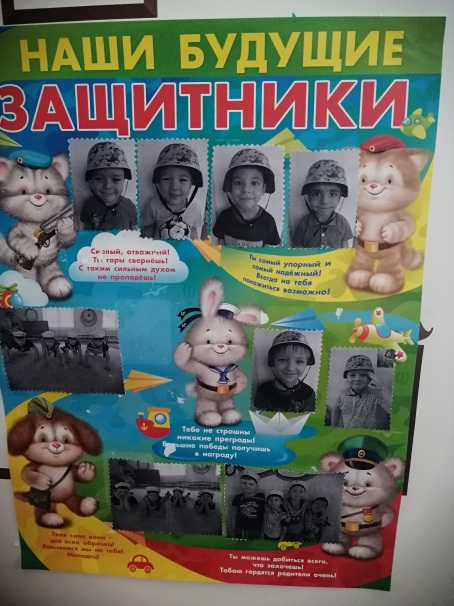 НАШИ БУДУЩИЕ
ЗАЩИТНИКИ
Смелый, отважный!
Ты горы свернёшь!
С таким сильным духом
не пропадёшь!
Ты самый упорный и
самый надёжный!
Всегда на тебя
положиться возможно!
Тебе не страшны
никакие преграды!
Большие победы получишь
в награду!
Твоя сила воли -
для всех образец!
Равняемся мы на тебя!
Молодец!
Ты можешь добиться всего,
что захочешь!
Тобою гордятся родители очень!